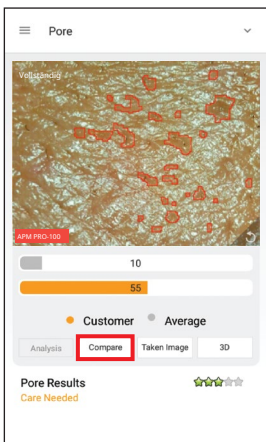 Pore
Vollständig
APM PRO-100
10
55
Customer Average
Analysis Compare Taken Image 3D
Pore Results
Care Needed